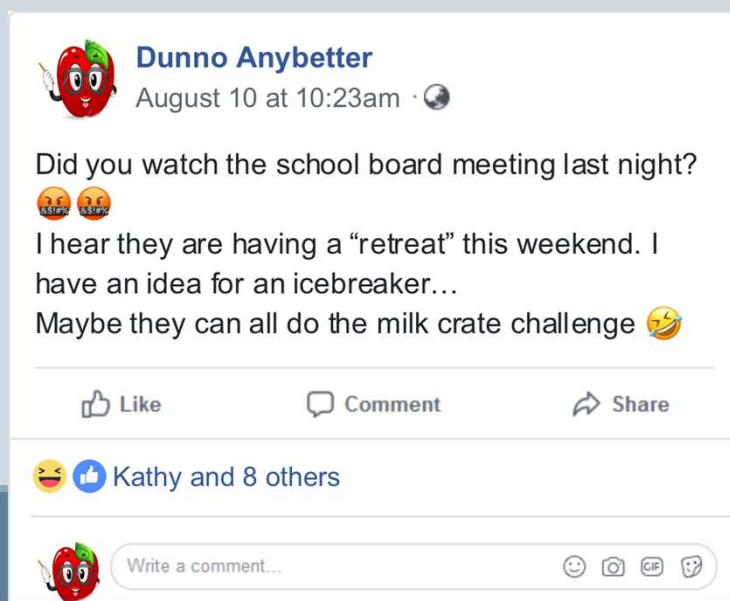 Dunno Anybetter
August 10 at 10:23am ·
Did you watch the school board meeting last night?
&$!#% &$!#%
I hear they are having a “retreat” this weekend. I
have an idea for an icebreaker…
Maybe they can all do the milk crate challenge 🤣
Like Comment Share
Kathy and 8 others
Write a comment... GIF